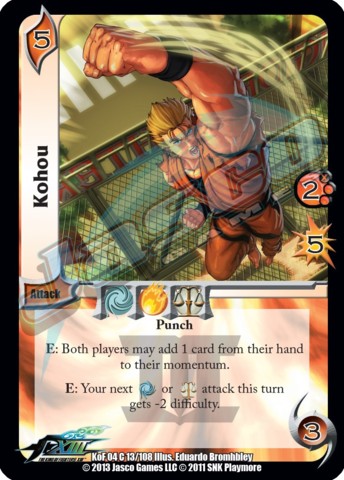 5
Kohou
2
5
Attack
Punch
E: Both players may add 1 card from their hand
to their momentum.
E: Your next or attack this turn
gets -2 difficulty.
XIII
3
KoF 04 C 13/108 Illus. Eduardo Bromhbley
© 2013 Jasco Games LLC © 2011 SNK Playmore